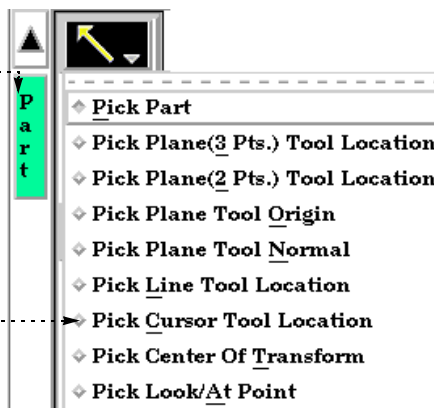 Part
Pick Part
Pick Plane(3 Pts.) Tool Location
Pick Plane(2 Pts.) Tool Location
Pick Plane Tool Origin
Pick Plane Tool Normal
Pick Line Tool Location
Pick Cursor Tool Location
Pick Center Of Transform
Pick Look/At Point